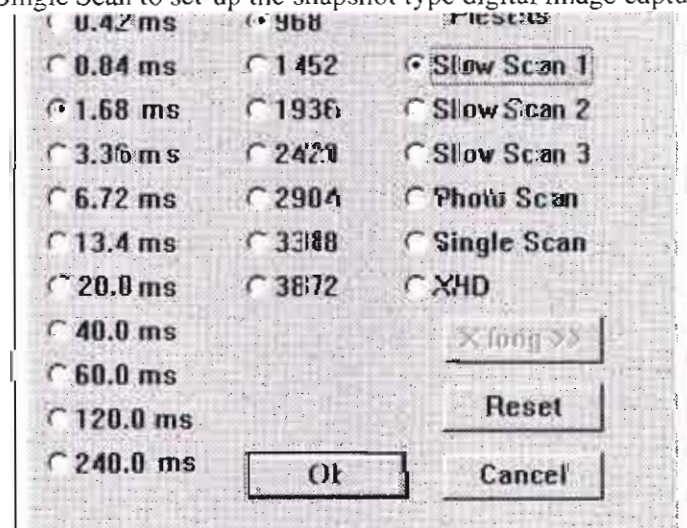 Single Scan to set-up the snapshot type digital image captu
0.42 ms 968 Presets
0.84 ms 1452 Slow Scan 1
1.68 ms 1936 Slow Scan 2
3.36 ms 2420 Slow Scan 3
6.72 ms 2904 Photo Scan
13.4 ms 3388 Single Scan
20.0 ms 3872 XHD
40.0 ms X long >>
60.0 ms
Reset
120.0 ms
240.0 ms Ok Cancel